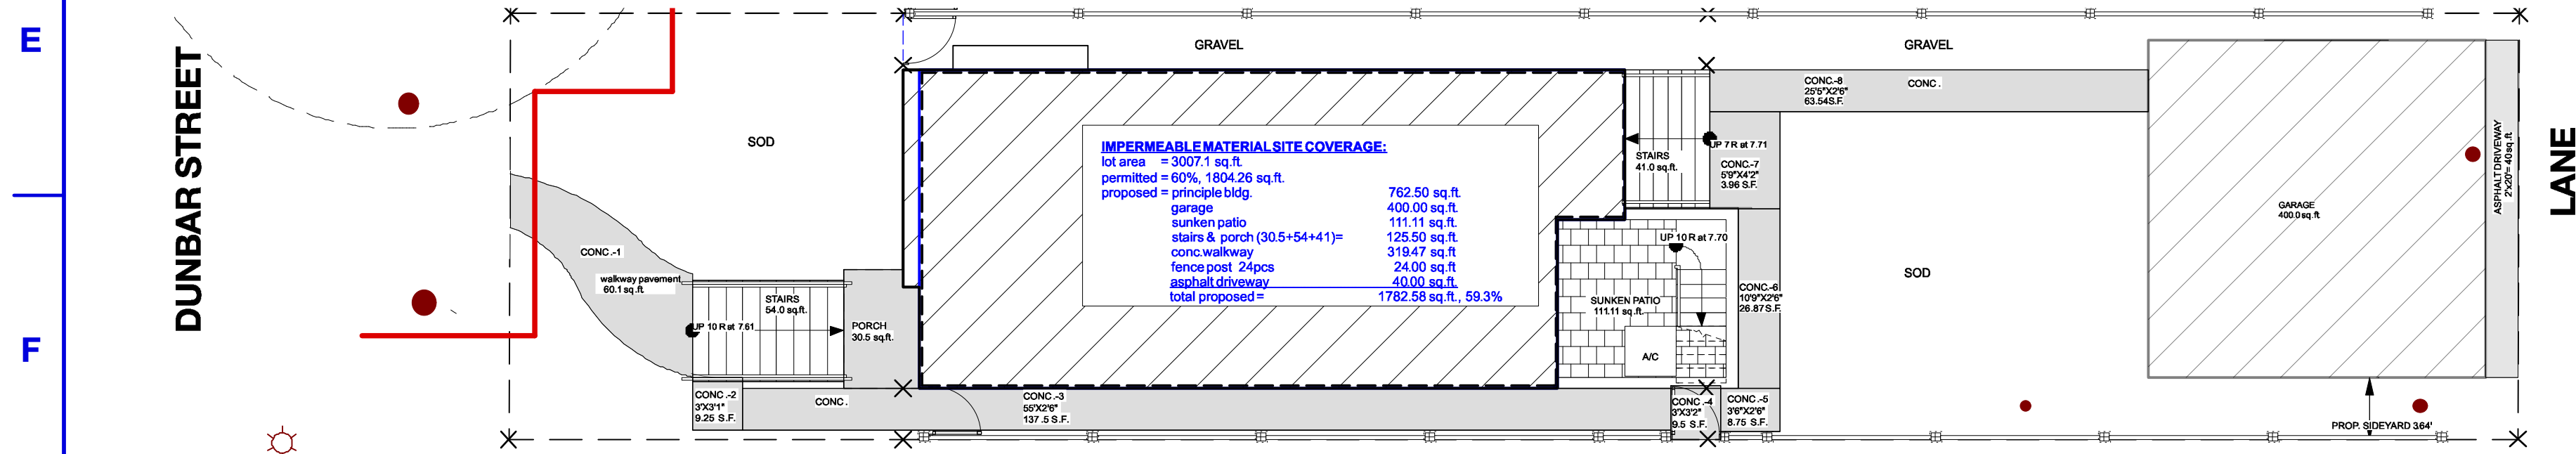 E
F
DUNBAR STREET
SOD
CONC.-1
walkway pavement
60.1 sq.ft.
UP 10 R at 7.61
STAIRS
54.0 sq.ft.
PORCH
30.5 sq.ft.
CONC.-2
3'X3'1"
9.25 S.F.
CONC.
CONC.-3
55'X2'6"
137.5 S.F.
GRAVEL
IMPERMEABLE MATERIAL SITE COVERAGE:
lot area = 3007.1 sq.ft.
permitted = 60%, 1804.26 sq.ft.
proposed = principle bldg. 762.50 sq.ft.
garage 400.00 sq.ft.
sunken patio 111.11 sq.ft.
stairs & porch (30.5+54+41)= 125.50 sq.ft.
conc.walkway 319.47 sq.ft.
fence post 24pcs 24.00 sq.ft
asphalt driveway 40.00 sq.ft.
total proposed = 1782.58 sq.ft., 59.3%
STAIRS
41.0 sq.ft.
UP 7 R at 7.71
CONC.-7
5'9"X4'2"
3.96 S.F.
UP 10 R at 7.70
SUNKEN PATIO
111.11 sq.ft.
A/C
CONC.-6
10'9"X2'6"
26.87 S.F.
CONC.-4
3'X3'2"
9.5 S.F.
CONC.-5
3'6"X2'6"
8.75 S.F.
GRAVEL
CONC.-8
25'5"X2'6"
63.54 S.F.
CONC.
SOD
GARAGE
400.0 sq.ft
ASPHALT DRIVEWAY
2'x20'= 40 sq.ft
PROP. SIDEYARD 3.64'
LANE